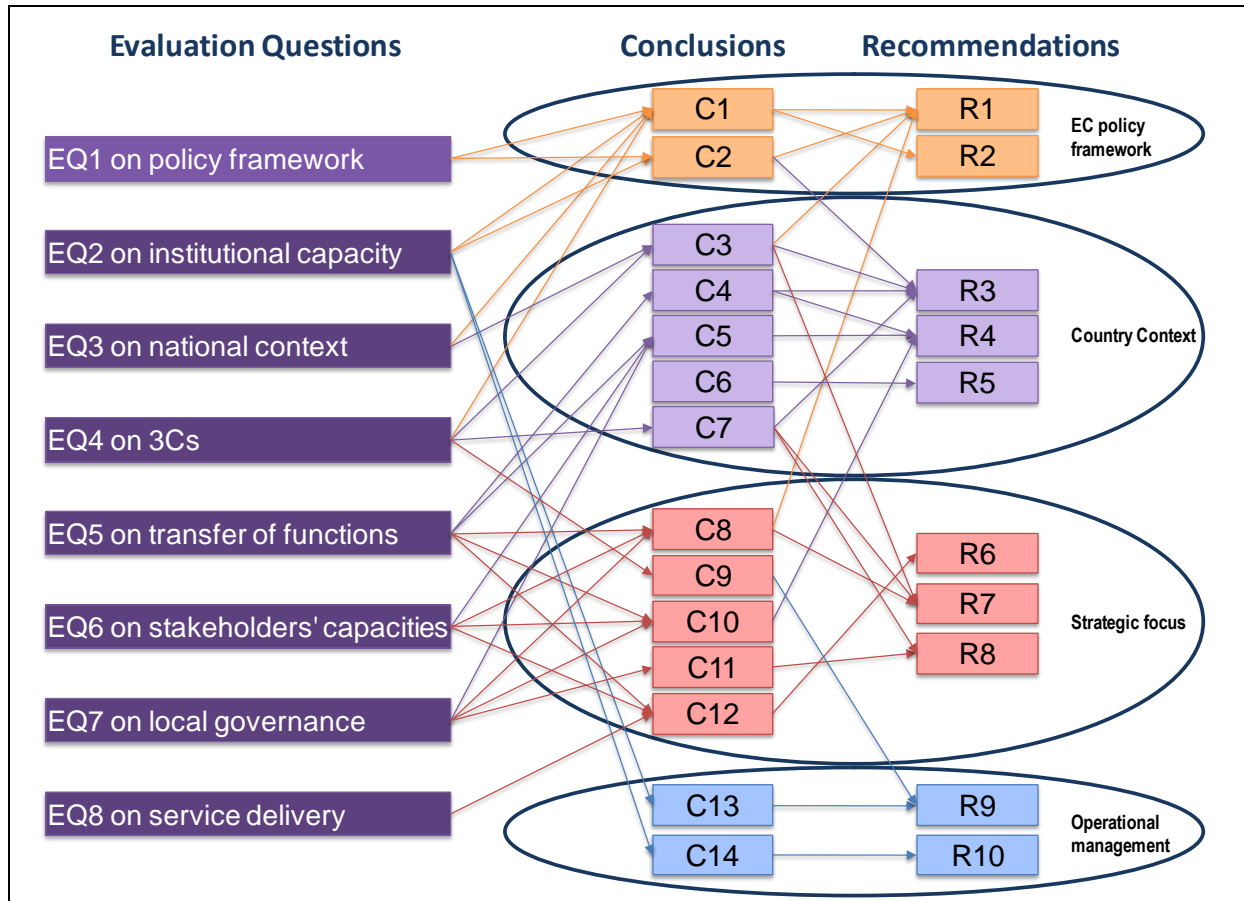 Evaluation Questions
Conclusions
Recommendations
EQ1 on policy framework
EQ2 on institutional capacity
EQ3 on national context
EQ4 on 3Cs
EQ5 on transfer of functions
EQ6 on stakeholders' capacities
EQ7 on local governance
EQ8 on service delivery
C1
C2
C3
C4
C5
C6
C7
C8
C9
C10
C11
C12
C13
C14
R1
R2
R3
R4
R5
R6
R7
R8
R9
R10
EC policy
framework
Country Context
Strategic focus
Operational
management